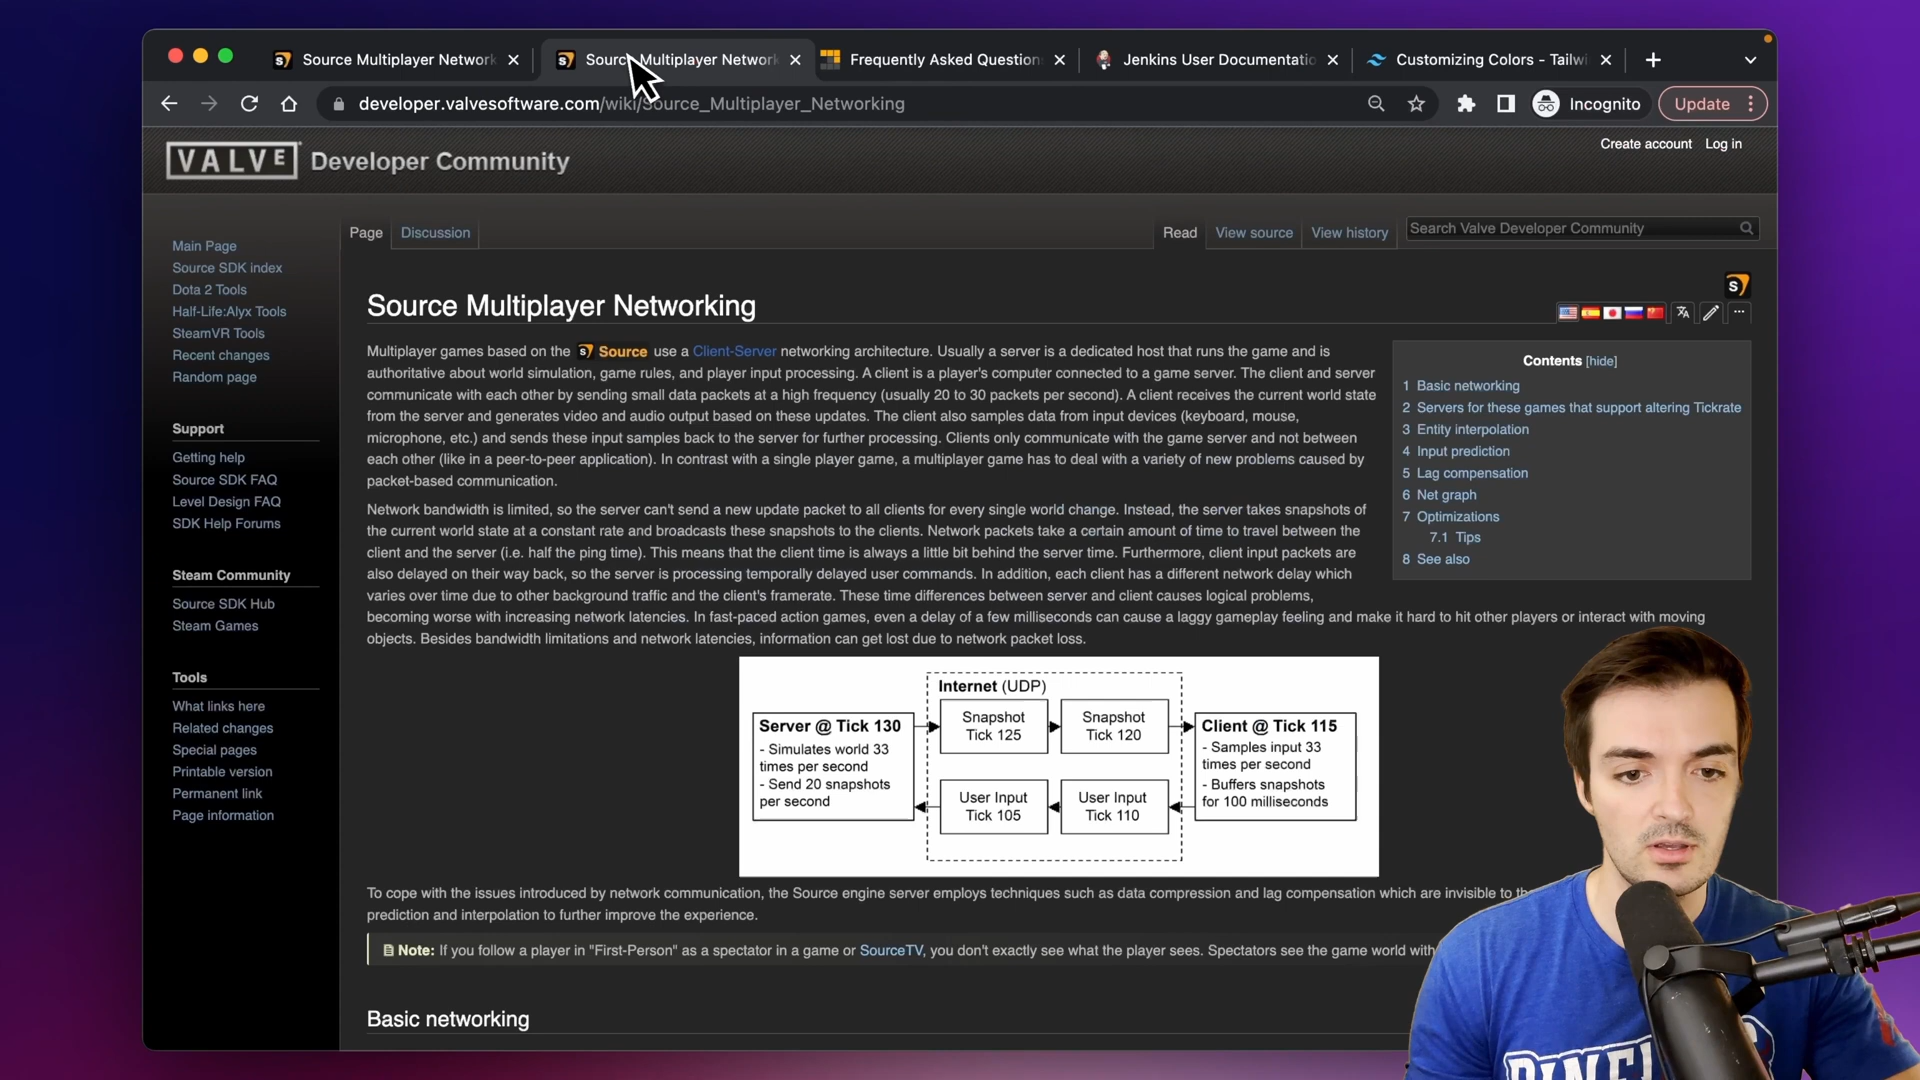 Source Multiplayer Network
Source Multiplayer Network
Frequently Asked Question
Jenkins User Documentatio
Customizing Colors - Tailwi
developer.valvesoftware.com/wiki/Source_Multiplayer_Networking
Incognito
Update
VALVE Developer Community
Create account Log in
Page Discussion
Read View source View history
Search Valve Developer Community
Main Page
Source SDK index
Dota 2 Tools
Half-Life:Alyx Tools
SteamVR Tools
Recent changes
Random page
Support
Getting help
Source SDK FAQ
Level Design FAQ
SDK Help Forums
Steam Community
Source SDK Hub
Steam Games
Tools
What links here
Related changes
Special pages
Printable version
Permanent link
Page information
Source Multiplayer Networking
Multiplayer games based on the Source use a Client-Server networking architecture. Usually a server is a dedicated host that runs the game and is
authoritative about world simulation, game rules, and player input processing. A client is a player's computer connected to a game server. The client and server
communicate with each other by sending small data packets at a high frequency (usually 20 to 30 packets per second). A client receives the current world state
from the server and generates video and audio output based on these updates. The client also samples data from input devices (keyboard, mouse,
microphone, etc.) and sends these input samples back to the server for further processing. Clients only communicate with the game server and not between
each other (like in a peer-to-peer application). In contrast with a single player game, a multiplayer game has to deal with a variety of new problems caused by
packet-based communication.
Network bandwidth is limited, so the server can't send a new update packet to all clients for every single world change. Instead, the server takes snapshots of
the current world state at a constant rate and broadcasts these snapshots to the clients. Network packets take a certain amount of time to travel between the
client and the server (i.e. half the ping time). This means that the client time is always a little bit behind the server time. Furthermore, client input packets are
also delayed on their way back, so the server is processing temporally delayed user commands. In addition, each client has a different network delay which
varies over time due to other background traffic and the client's framerate. These time differences between server and client causes logical problems,
becoming worse with increasing network latencies. In fast-paced action games, even a delay of a few milliseconds can cause a laggy gameplay feeling and make it hard to hit other players or interact with moving
objects. Besides bandwidth limitations and network latencies, information can get lost due to network packet loss.
Contents [hide]
1 Basic networking
2 Servers for these games that support altering Tickrate
3 Entity interpolation
4 Input prediction
5 Lag compensation
6 Net graph
7 Optimizations
7.1 Tips
8 See also
Server @ Tick 130
- Simulates world 33
times per second
- Send 20 snapshots
per second
Internet (UDP)
Snapshot
Tick 125
Snapshot
Tick 120
User Input
Tick 105
User Input
Tick 110
Client @ Tick 115
- Samples input 33
times per second
- Buffers snapshots
for 100 milliseconds
To cope with the issues introduced by network communication, the Source engine server employs techniques such as data compression and lag compensation which are invisible to
prediction and interpolation to further improve the experience.
Note: If you follow a player in "First-Person" as a spectator in a game or SourceTV, you don't exactly see what the player sees. Spectators see the game world with
Basic networking